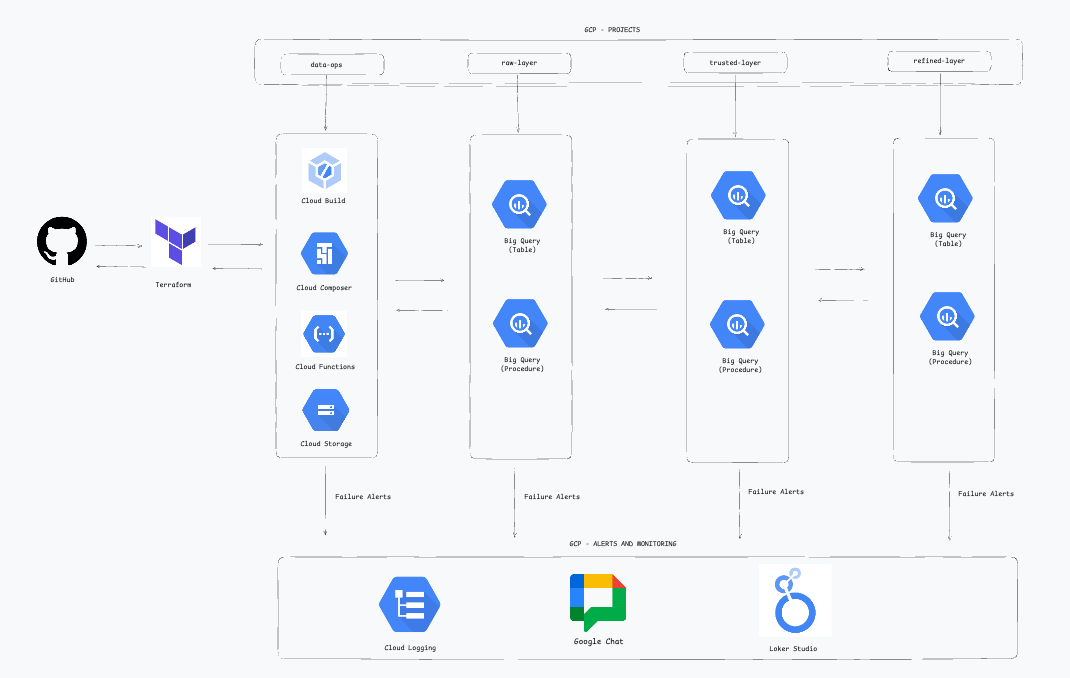 GCP - PROJECTS
data-ops
raw-layer
trusted-layer
refined-layer
Cloud Build
Cloud Composer
Cloud Functions
Cloud Storage
GitHub
Terraform
Big Query
(Table)
Big Query
(Procedure)
Big Query
(Table)
Big Query
(Procedure)
Big Query
(Table)
Big Query
(Procedure)
Failure Alerts
Failure Alerts
Failure Alerts
Failure Alerts
GCP - ALERTS AND MONITORING
Cloud Logging
Google Chat
Loker Studio